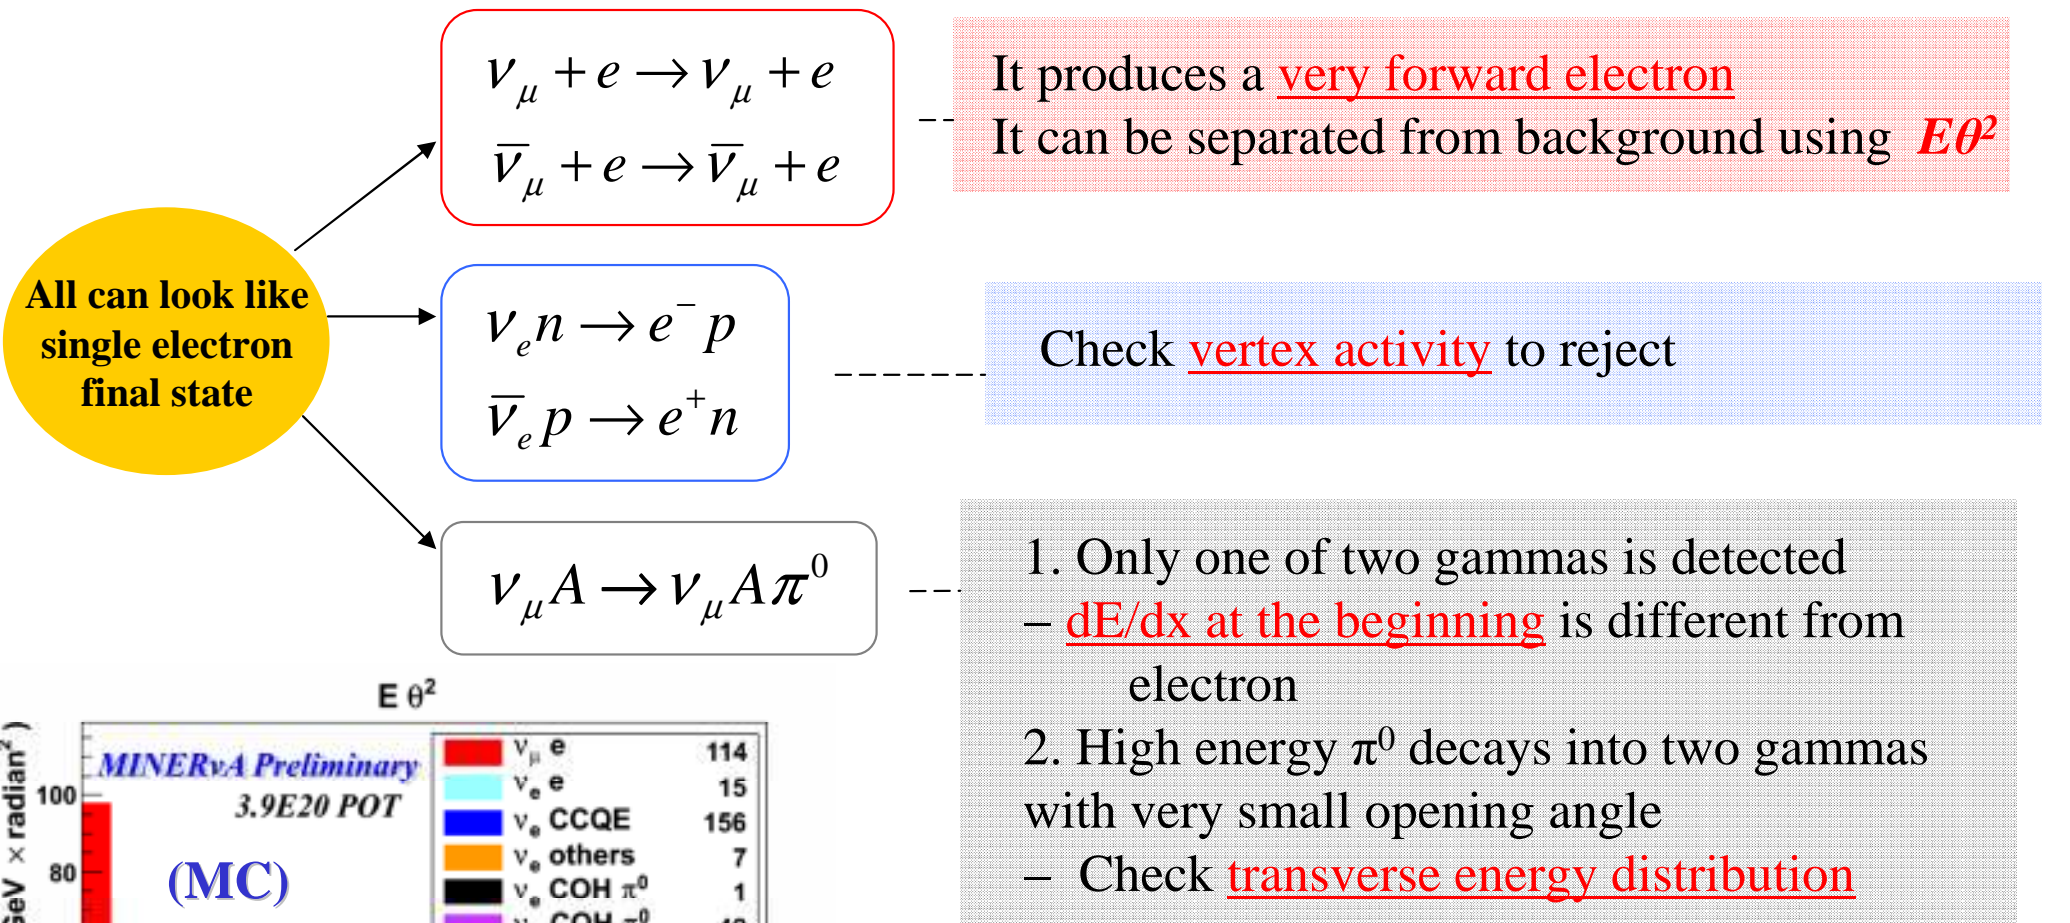 ν_μ + e → ν_μ + e
ν̅_μ + e → ν̅_μ + e
It produces a very forward electron
It can be separated from background using Eθ²
All can look like
single electron
final state
ν_e n → e⁻ p
ν̅_e p → e⁺ n
Check vertex activity to reject
ν_μ A → ν_μ A π⁰
1. Only one of two gammas is detected
– dE/dx at the beginning is different from
electron
2. High energy π⁰ decays into two gammas
with very small opening angle
– Check transverse energy distribution
E θ²
MINERνA Preliminary
3.9E20 POT
(MC)
× radian²)
100
80
ν_μ e 114
ν_e e 15
ν_e CCQE 156
ν_e others 7
ν_e COH π⁰ 1